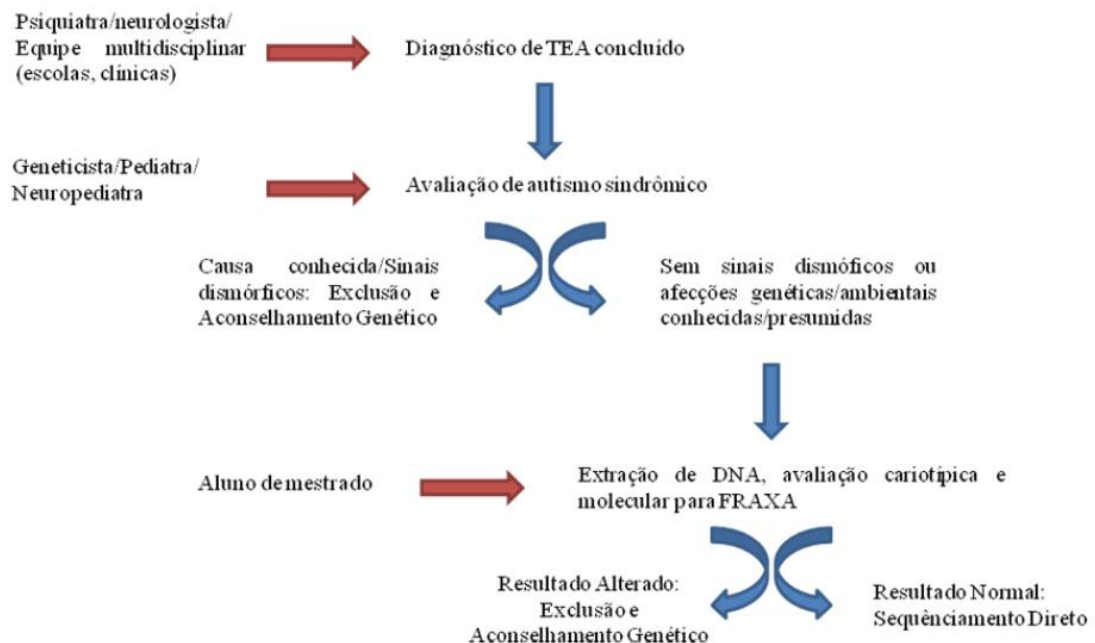 Psiquiatra/neurologista/
Equipe multidisciplinar
(escolas, clínicas)
Diagnóstico de TEA concluído
Geneticista/Pediatra/
Neuropediatra
Avaliação de autismo sindrômico
Causa conhecida/Sinais
dismórficos: Exclusão e
Aconselhamento Genético
Sem sinais dismóficos ou
afecções genéticas/ambientais
conhecidas/presumidas
Aluno de mestrado
Extração de DNA, avaliação cariotípica e
molecular para FRAXA
Resultado Alterado:
Exclusão e
Aconselhamento Genético
Resultado Normal:
Sequênciamento Direto